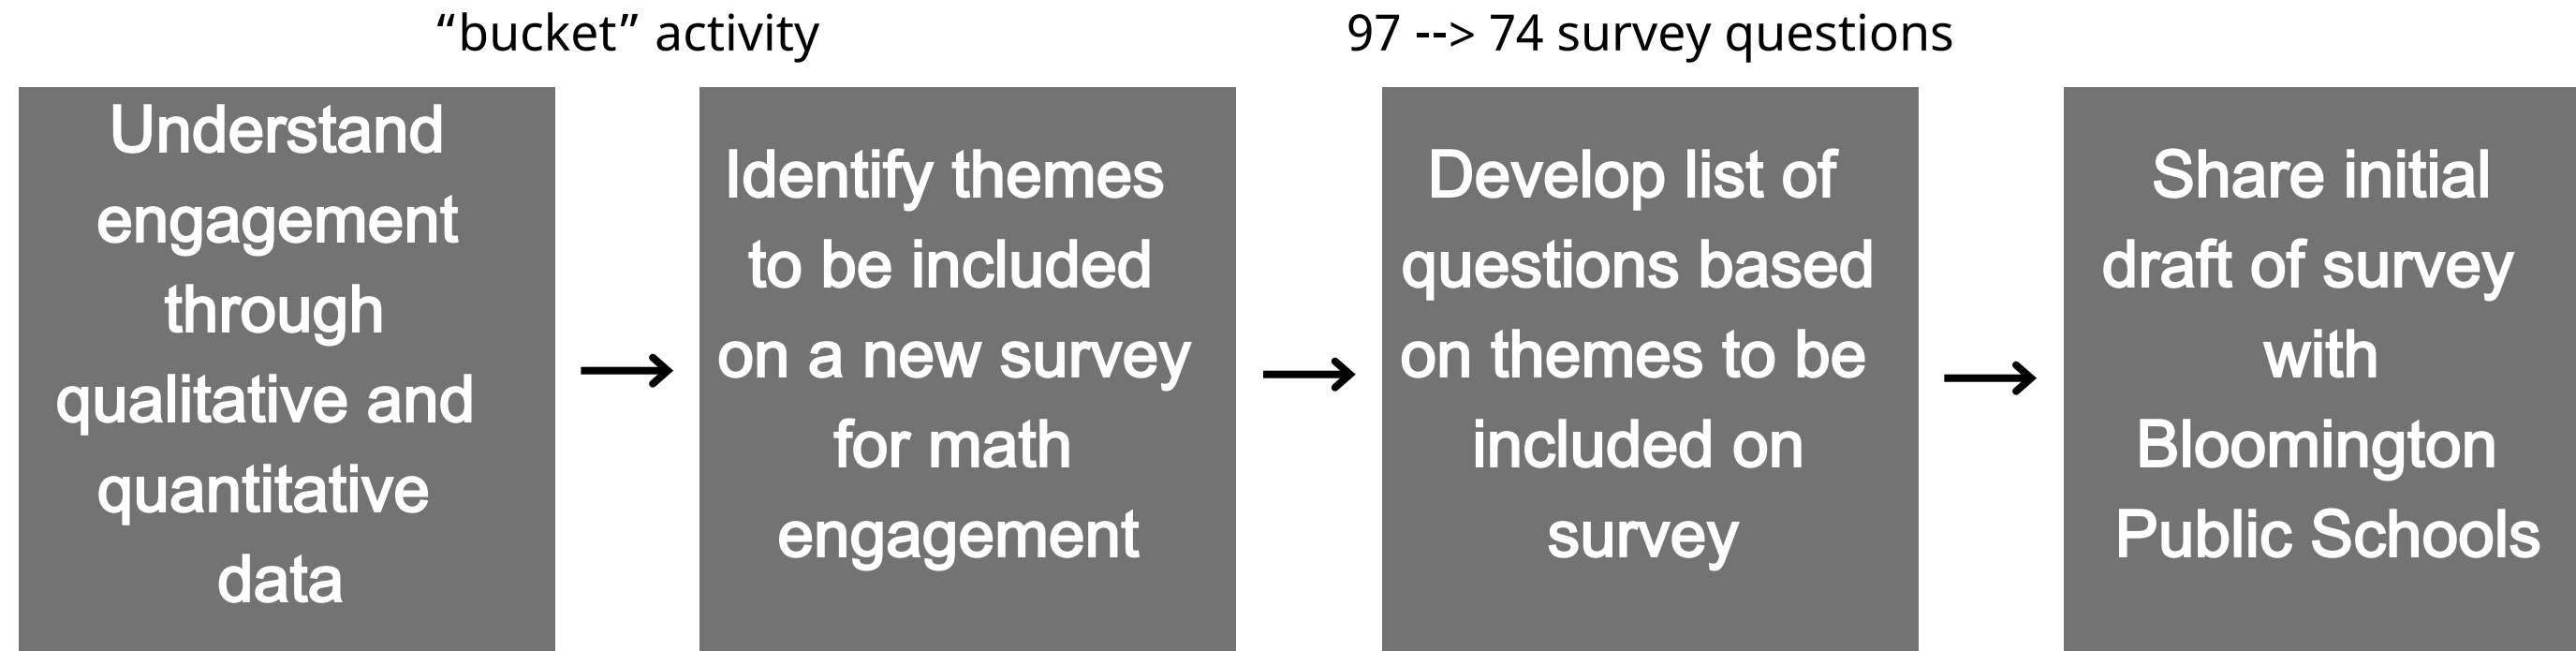 “bucket” activity
97 --> 74 survey questions
Understand
engagement
through
qualitative and
quantitative
data
Identify themes
to be included
on a new survey
for math
engagement
Develop list of
questions based
on themes to be
included on
survey
Share initial
draft of survey
with
Bloomington
Public Schools